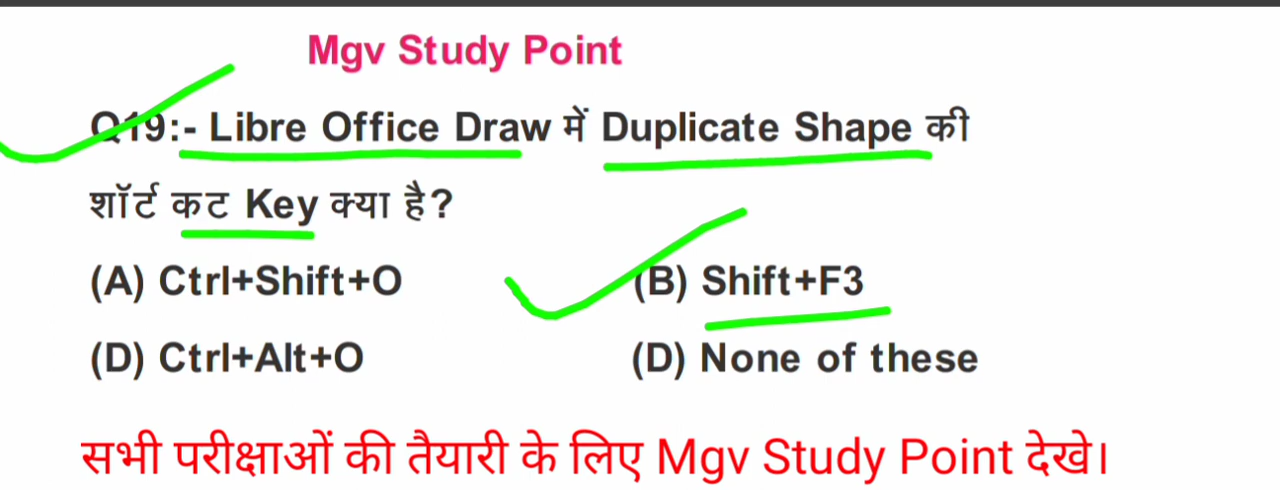 Mgv Study Point
Q19:- Libre Office Draw में Duplicate Shape की
शॉर्ट कट Key क्या है?
(A) Ctrl+Shift+O (B) Shift+F3
(D) Ctrl+Alt+O (D) None of these
सभी परीक्षाओं की तैयारी के लिए Mgv Study Point देखे।